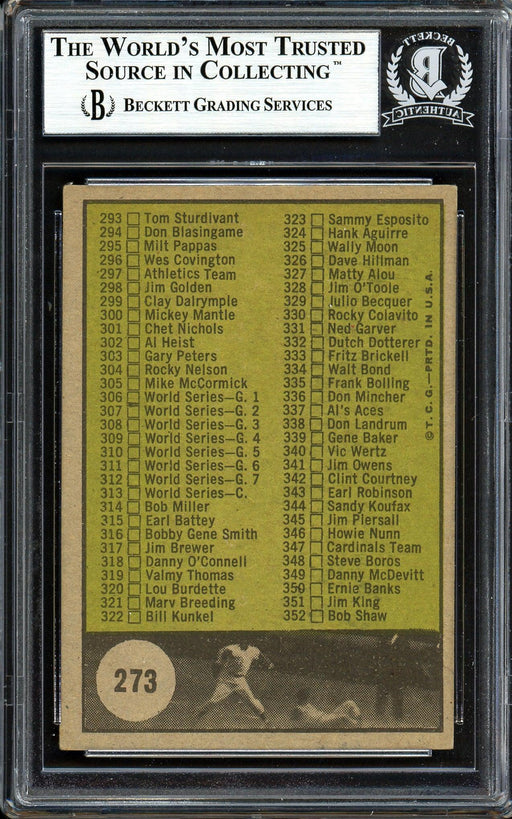 THE WORLD'S MOST TRUSTED
SOURCE IN COLLECTING™
B BECKETT GRADING SERVICES
BECKETT
B
AUTHENTIC
293 Tom Sturdivant
294 Don Blasingame
295 Milt Pappas
296 Wes Covington
297 Athletics Team
298 Jim Golden
299 Clay Dalrymple
300 Mickey Mantle
301 Chet Nichols
302 Al Heist
303 Gary Peters
304 Rocky Nelson
305 Mike McCormick
306 World Series—G. 1
307 World Series—G. 2
308 World Series—G. 3
309 World Series—G. 4
310 World Series—G. 5
311 World Series—G. 6
312 World Series—G. 7
313 World Series—C.
314 Bob Miller
315 Earl Battey
316 Bobby Gene Smith
317 Jim Brewer
318 Danny O'Connell
319 Valmy Thomas
320 Lou Burdette
321 Marv Breeding
322 Bill Kunkel
323 Sammy Esposito
324 Hank Aguirre
325 Wally Moon
326 Dave Hillman
327 Matty Alou
328 Jim O'Toole
329 Julio Becquer
330 Rocky Colavito
331 Ned Garver
332 Dutch Dotterer
333 Fritz Brickell
334 Walt Bond
335 Frank Bolling
336 Don Mincher
337 Al's Aces
338 Don Landrum
339 Gene Baker
340 Vic Wertz
341 Jim Owens
342 Clint Courtney
343 Earl Robinson
344 Sandy Koufax
345 Jim Piersall
346 Howie Nunn
347 Cardinals Team
348 Steve Boros
349 Danny McDevitt
350 Ernie Banks
351 Jim King
352 Bob Shaw
© T. C. G.—PRTD. IN U.S.A.
273